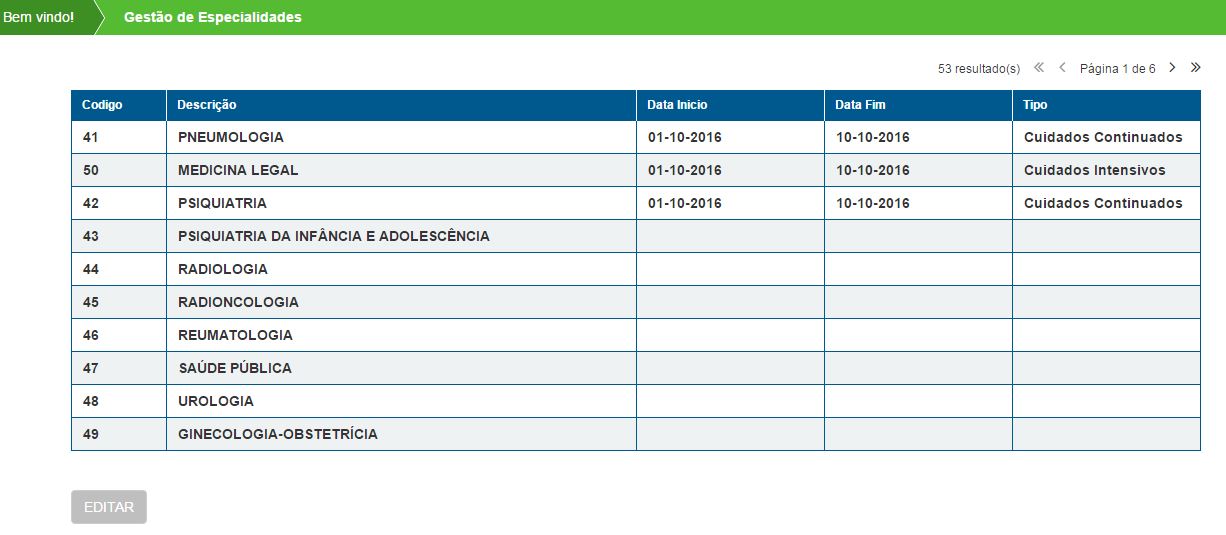 Bem vindo! Gestão de Especialidades
53 resultado(s) Página 1 de 6
Codigo Descrição Data Inicio Data Fim Tipo
41 PNEUMOLOGIA 01-10-2016 10-10-2016 Cuidados Continuados
50 MEDICINA LEGAL 01-10-2016 10-10-2016 Cuidados Intensivos
42 PSIQUIATRIA 01-10-2016 10-10-2016 Cuidados Continuados
43 PSIQUIATRIA DA INFÂNCIA E ADOLESCÊNCIA
44 RADIOLOGIA
45 RADIONCOLOGIA
46 REUMATOLOGIA
47 SAÚDE PÚBLICA
48 UROLOGIA
49 GINECOLOGIA-OBSTETRÍCIA
EDITAR